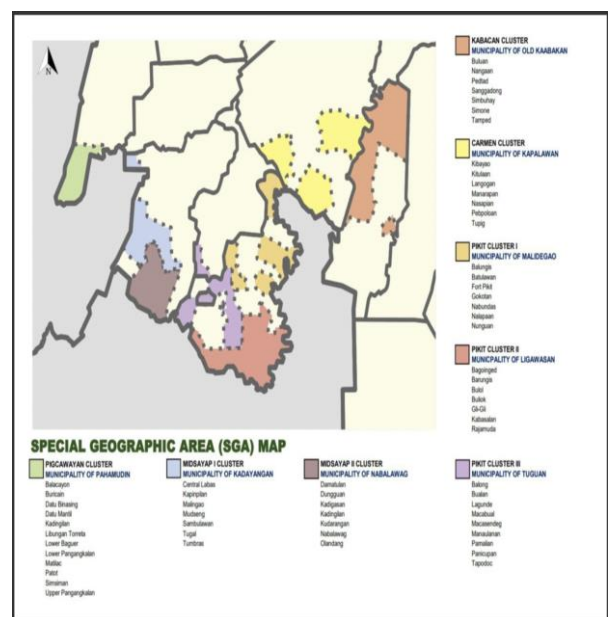 N
KABACAN CLUSTER
MUNICIPALITY OF OLD KAABAKAN
Buluan
Nangaan
Pedtad
Sanggadong
Simbuhay
Simone
Tamped
CARMEN CLUSTER
MUNICIPALITY OF KAPALAWAN
Kibayao
Kitulaan
Langogan
Manarapan
Nasapian
Pebpoloan
Tupig
PIKIT CLUSTER I
MUNICIPALITY OF MALIDEGAO
Balungis
Batulawan
Fort Pikit
Gokotan
Nabundas
Nalapaan
Nunguan
PIKIT CLUSTER II
MUNICPALITY OF LIGAWASAN
Bagoinged
Barungis
Bulol
Buliok
Gli-Gli
Kabasalan
Rajamuda
SPECIAL GEOGRAPHIC AREA (SGA) MAP
PIGCAWAYAN CLUSTER
MUNICIPALITY OF PAHAMUDIN
Balacayon
Buricain
Datu Binasing
Datu Mantil
Kadingilan
Libungan Torreta
Lower Baguer
Lower Pangangkalan
Matilac
Patot
Simsiman
Upper Pangangkalan
MIDSAYAP I CLUSTER
MUNICIPALITY OF KADAYANGAN
Central Labas
Kapinpilan
Malingao
Mudseng
Sambulawan
Tugal
Tumbras
MIDSAYAP II CLUSTER
MUNICIPALITY OF NABALAWAG
Damatulan
Dungguan
Kadigasan
Kadingilan
Kudarangan
Nabalawag
Olandang
PIKIT CLUSTER III
MUNICIPALITY OF TUGUNAN
Balong
Bualan
Lagunde
Macabual
Macasendeg
Manaulanan
Pamalian
Panicupan
Tapodoc